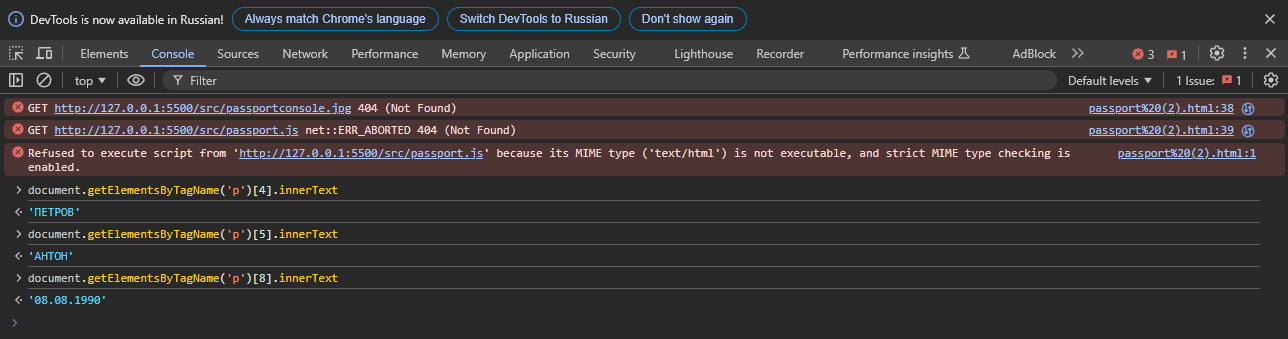 DevTools is now available in Russian! Always match Chrome's language Switch DevTools to Russian Don't show again
Elements Console Sources Network Performance Memory Application Security Lighthouse Recorder Performance insights AdBlock 3 1
top Filter Default levels 1 Issue: 1
GET http://127.0.0.1:5500/src/passportconsole.jpg 404 (Not Found) passport%20(2).html:38
GET http://127.0.0.1:5500/src/passport.js net::ERR_ABORTED 404 (Not Found) passport%20(2).html:39
Refused to execute script from 'http://127.0.0.1:5500/src/passport.js' because its MIME type ('text/html') is not executable, and strict MIME type checking is passport%20(2).html:1
enabled.
> document.getElementsByTagName('p')[4].innerText
'ПЕТРОВ'
> document.getElementsByTagName('p')[5].innerText
'АНТОН'
> document.getElementsByTagName('p')[8].innerText
'08.08.1990'
>